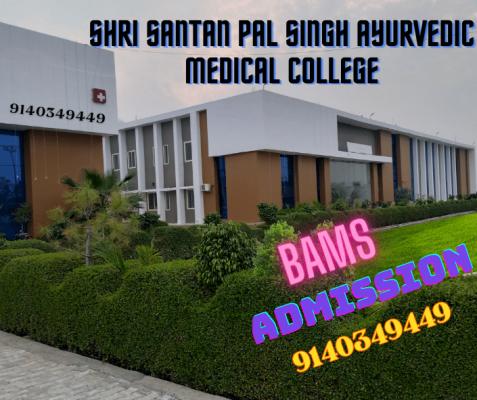 SHRI SANTAN PAL SINGH AYURVEDIC
MEDICAL COLLEGE
9140349449
BAMS
ADMISSION
9140349449